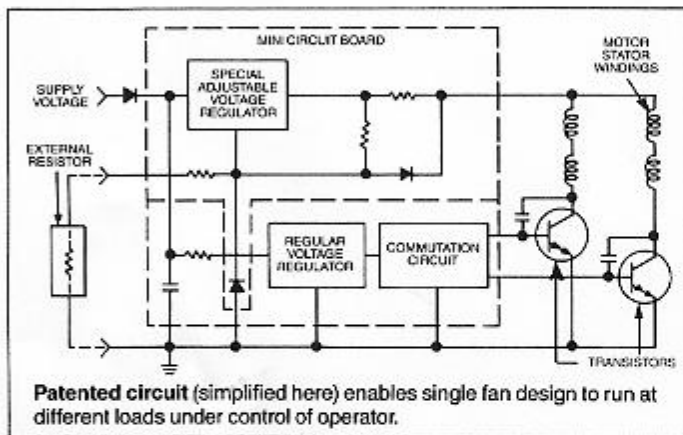 MINI CIRCUIT BOARD
SPECIAL
ADJUSTABLE
VOLTAGE
REGULATOR
MOTOR
STATOR
WINDINGS
SUPPLY
VOLTAGE
EXTERNAL
RESISTOR
REGULAR
VOLTAGE
REGULATOR
COMMUTATION
CIRCUIT
TRANSISTORS
Patented circuit (simplified here) enables single fan design to run at
different loads under control of operator.